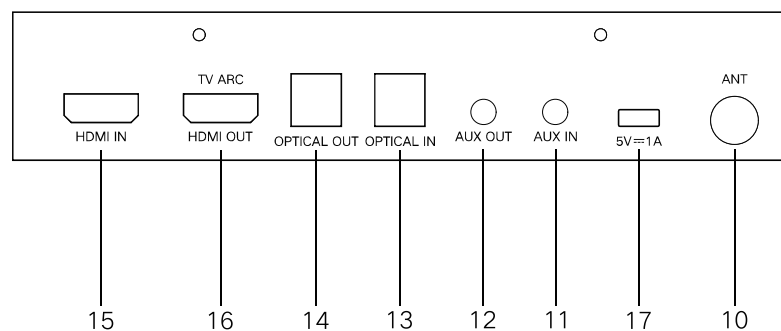 TV ARC
ANT
HDMI IN
HDMI OUT
OPTICAL OUT
OPTICAL IN
AUX OUT
AUX IN
5V⎓1A
15
16
14
13
12
11
17
10